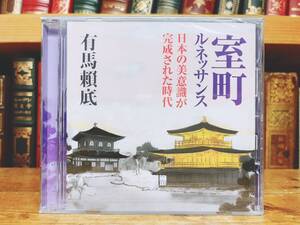 室町
ルネッサンス
日本の美意識が
完成された時代
有馬頼底